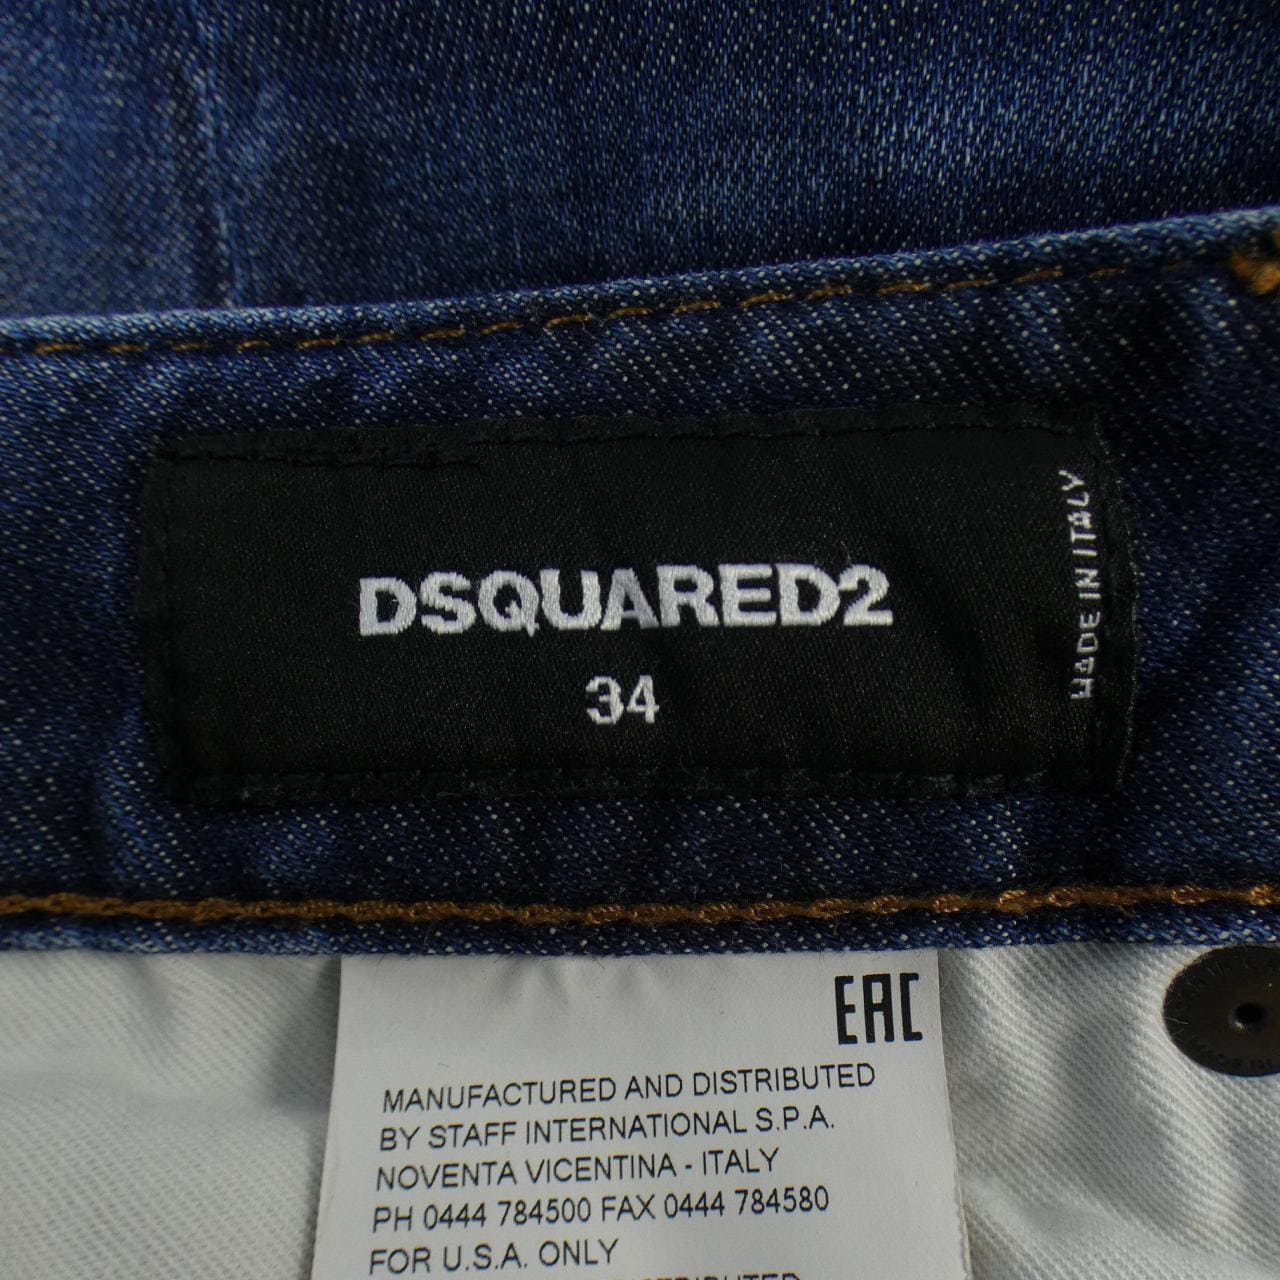 DSQUARED2
34
MADE IN ITALY
EAC
MANUFACTURED AND DISTRIBUTED
BY STAFF INTERNATIONAL S.P.A.
NOVENTA VICENTINA - ITALY
PH 0444 784500 FAX 0444 784580
FOR U.S.A. ONLY